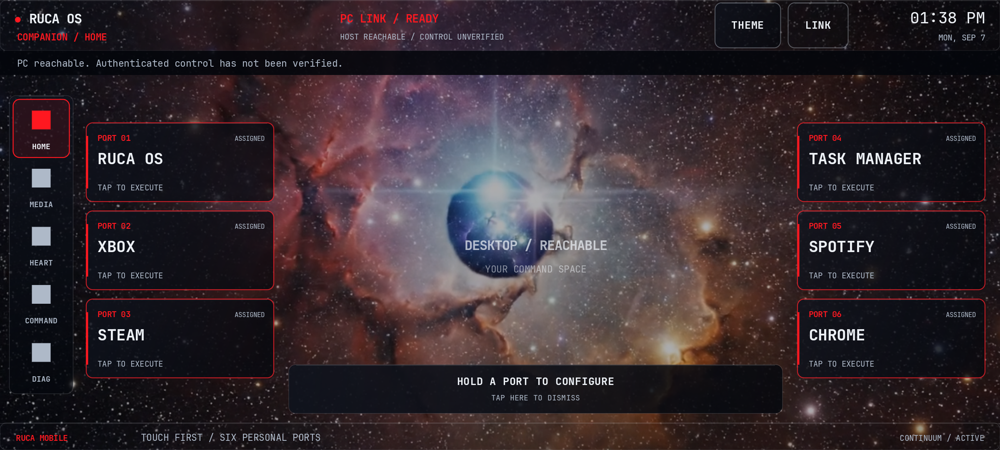 RUCA OS
COMPANION / HOME
PC LINK / READY
HOST REACHABLE / CONTROL UNVERIFIED
THEME
LINK
01:38 PM
MON, SEP 7
PC reachable. Authenticated control has not been verified.
HOME
MEDIA
HEART
COMMAND
DIAG
PORT 01
ASSIGNED
RUCA OS
TAP TO EXECUTE
PORT 02
ASSIGNED
XBOX
TAP TO EXECUTE
PORT 03
ASSIGNED
STEAM
TAP TO EXECUTE
DESKTOP / REACHABLE
YOUR COMMAND SPACE
HOLD A PORT TO CONFIGURE
TAP HERE TO DISMISS
PORT 04
ASSIGNED
TASK MANAGER
TAP TO EXECUTE
PORT 05
ASSIGNED
SPOTIFY
TAP TO EXECUTE
PORT 06
ASSIGNED
CHROME
TAP TO EXECUTE
RUCA MOBILE
TOUCH FIRST / SIX PERSONAL PORTS
CONTINUUM / ACTIVE